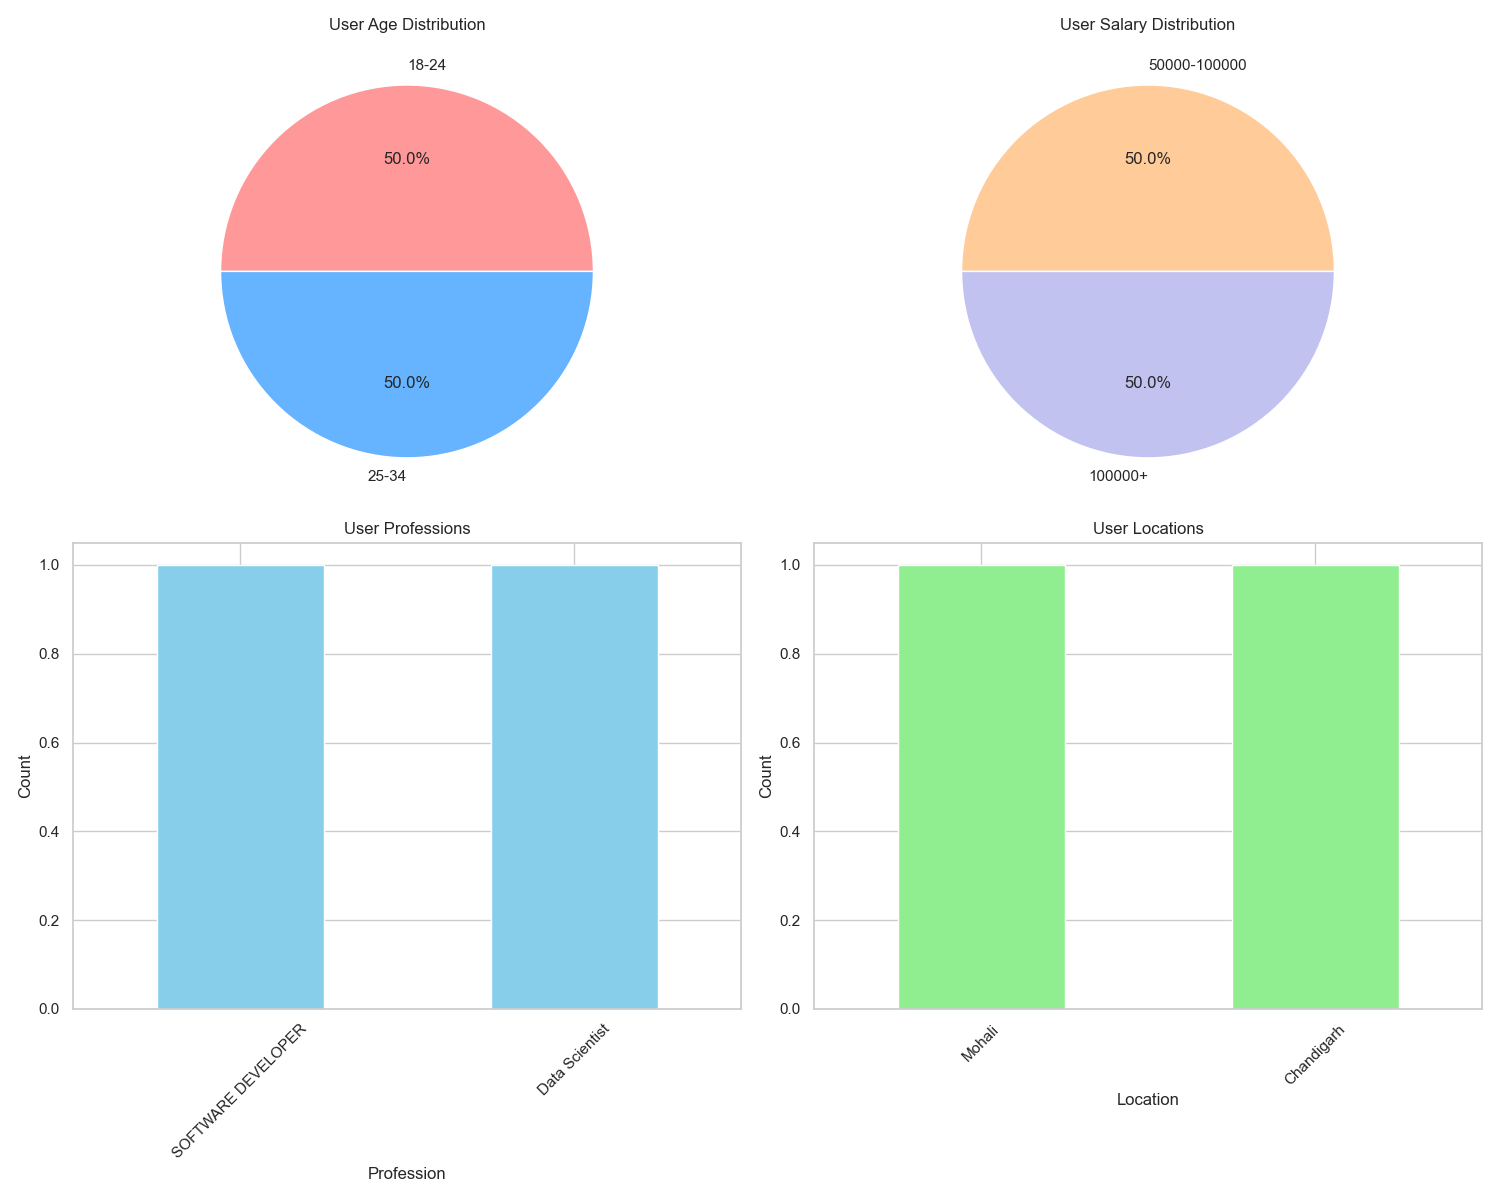 User Age Distribution
18-24
50.0%
50.0%
25-34
User Salary Distribution
50000-100000
50.0%
50.0%
100000+
User Professions
1.0
0.8
0.6
0.4
0.2
0.0
Count
SOFTWARE DEVELOPER
Data Scientist
Profession
User Locations
1.0
0.8
0.6
0.4
0.2
0.0
Count
Mohali
Chandigarh
Location